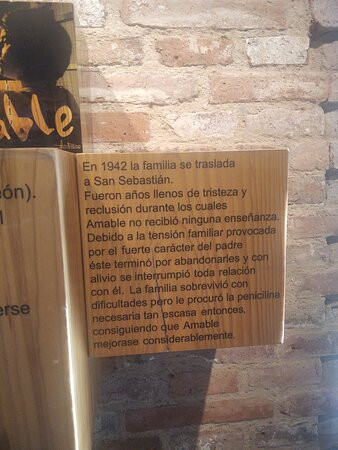 able
eón).
l
erse
En 1942 la familia se traslada
a San Sebastián.
Fueron años llenos de tristeza y
reclusión durante los cuales
Amable no recibió ninguna enseñanza.
Debido a la tensión familiar provocada
por el fuerte carácter del padre
éste terminó por abandonarles y con
alivio se interrumpió toda relación
con él. La familia sobrevivió con
dificultades pero le procuró la penicilina
necesaria tan escasa entonces,
consiguiendo que Amable
mejorase considerablemente.